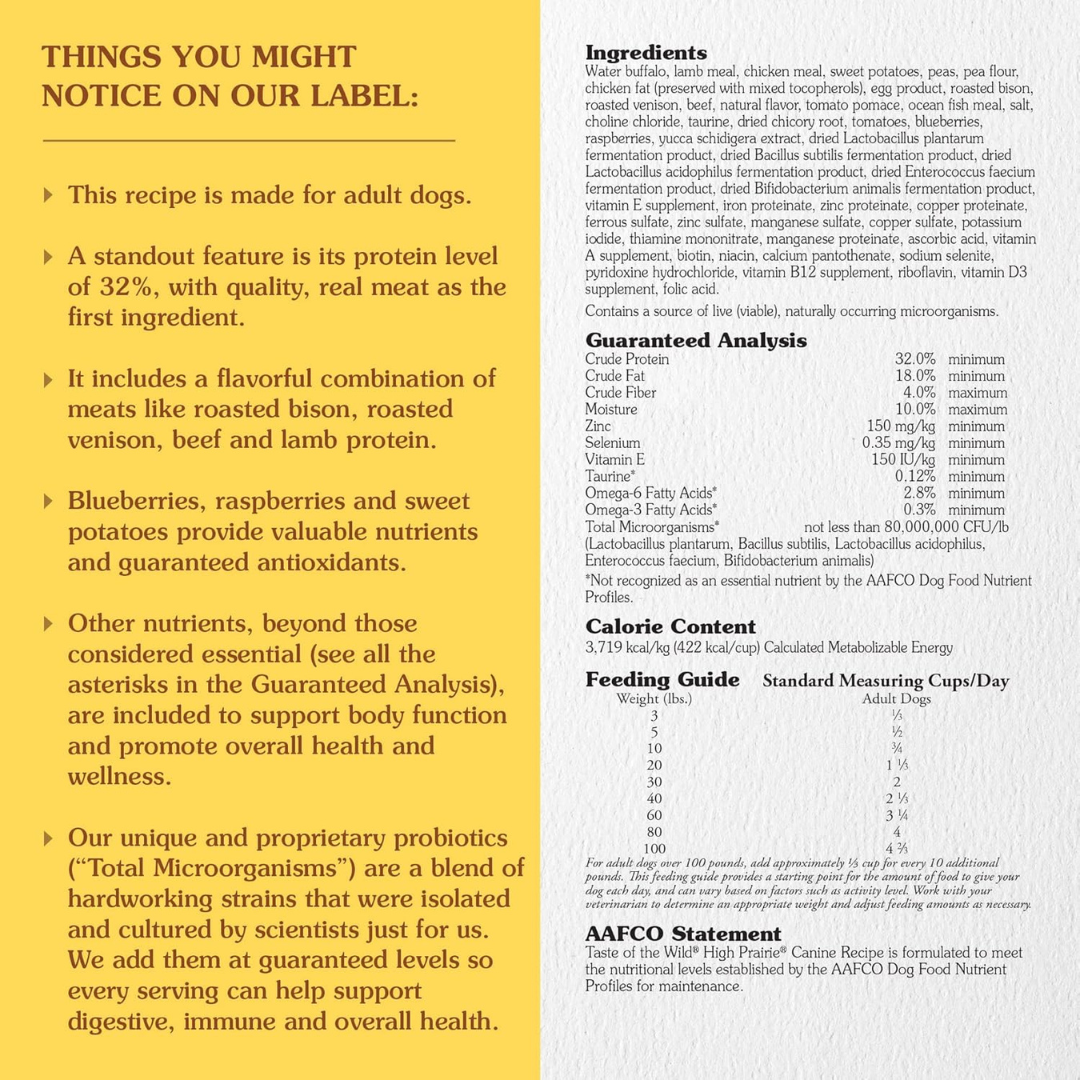 THINGS YOU MIGHT
NOTICE ON OUR LABEL:
This recipe is made for adult dogs.
A standout feature is its protein level
of 32%, with quality, real meat as the
first ingredient.
It includes a flavorful combination of
meats like roasted bison, roasted
venison, beef and lamb protein.
Blueberries, raspberries and sweet
potatoes provide valuable nutrients
and guaranteed antioxidants.
Other nutrients, beyond those
considered essential (see all the
asterisks in the Guaranteed Analysis),
are included to support body function
and promote overall health and
wellness.
Our unique and proprietary probiotics
(“Total Microorganisms”) are a blend of
hardworking strains that were isolated
and cultured by scientists just for us.
We add them at guaranteed levels so
every serving can help support
digestive, immune and overall health.
Ingredients
Water buffalo, lamb meal, chicken meal, sweet potatoes, peas, pea flour,
chicken fat (preserved with mixed tocopherols), egg product, roasted bison,
roasted venison, beef, natural flavor, tomato pomace, ocean fish meal, salt,
choline chloride, taurine, dried chicory root, tomatoes, blueberries,
raspberries, yucca schidigera extract, dried Lactobacillus plantarum
fermentation product, dried Bacillus subtilis fermentation product, dried
Lactobacillus acidophilus fermentation product, dried Enterococcus faecium
fermentation product, dried Bifidobacterium animalis fermentation product,
vitamin E supplement, iron proteinate, zinc proteinate, copper proteinate,
ferrous sulfate, zinc sulfate, manganese sulfate, copper sulfate, potassium
iodide, thiamine mononitrate, manganese proteinate, ascorbic acid, vitamin
A supplement, biotin, niacin, calcium pantothenate, sodium selenite,
pyridoxine hydrochloride, vitamin B12 supplement, riboflavin, vitamin D3
supplement, folic acid.
Contains a source of live (viable), naturally occurring microorganisms.
Guaranteed Analysis
Crude Protein 32.0% minimum
Crude Fat 18.0% minimum
Crude Fiber 4.0% maximum
Moisture 10.0% maximum
Zinc 150 mg/kg minimum
Selenium 0.35 mg/kg minimum
Vitamin E 150 IU/kg minimum
Taurine* 0.12% minimum
Omega-6 Fatty Acids* 2.8% minimum
Omega-3 Fatty Acids* 0.3% minimum
Total Microorganisms* not less than 80,000,000 CFU/lb
(Lactobacillus plantarum, Bacillus subtilis, Lactobacillus acidophilus,
Enterococcus faecium, Bifidobacterium animalis)
*Not recognized as an essential nutrient by the AAFCO Dog Food Nutrient
Profiles.
Calorie Content
3,719 kcal/kg (422 kcal/cup) Calculated Metabolizable Energy
Feeding Guide Standard Measuring Cups/Day
Weight (lbs.) Adult Dogs
3 ⅓
5 ½
10 ¾
20 1 ⅓
30 2
40 2 ⅓
60 3 ¼
80 4
100 4 ⅔
For adult dogs over 100 pounds, add approximately ⅓ cup for every 10 additional
pounds. This feeding guide provides a starting point for the amount of food to give your
dog each day, and can vary based on factors such as activity level. Work with your
veterinarian to determine an appropriate weight and adjust feeding amounts as necessary.
AAFCO Statement
Taste of the Wild® High Prairie® Canine Recipe is formulated to meet
the nutritional levels established by the AAFCO Dog Food Nutrient
Profiles for maintenance.